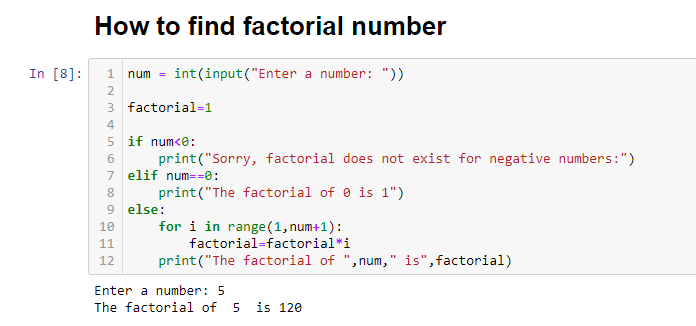 How to find factorial number
In [8]:
1 num = int(input("Enter a number: "))
2
3 factorial=1
4
5 if num<0:
6     print("Sorry, factorial does not exist for negative numbers:")
7 elif num==0:
8     print("The factorial of 0 is 1")
9 else:
10     for i in range(1,num+1):
11         factorial=factorial*i
12     print("The factorial of ",num," is",factorial)
Enter a number: 5
The factorial of  5  is 120